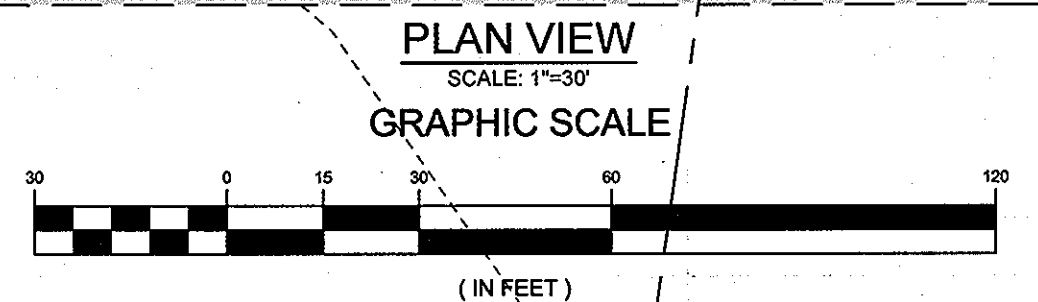 PLAN VIEW
SCALE: 1"=30'
GRAPHIC SCALE
30 0 15 30 60 120
( IN FEET )